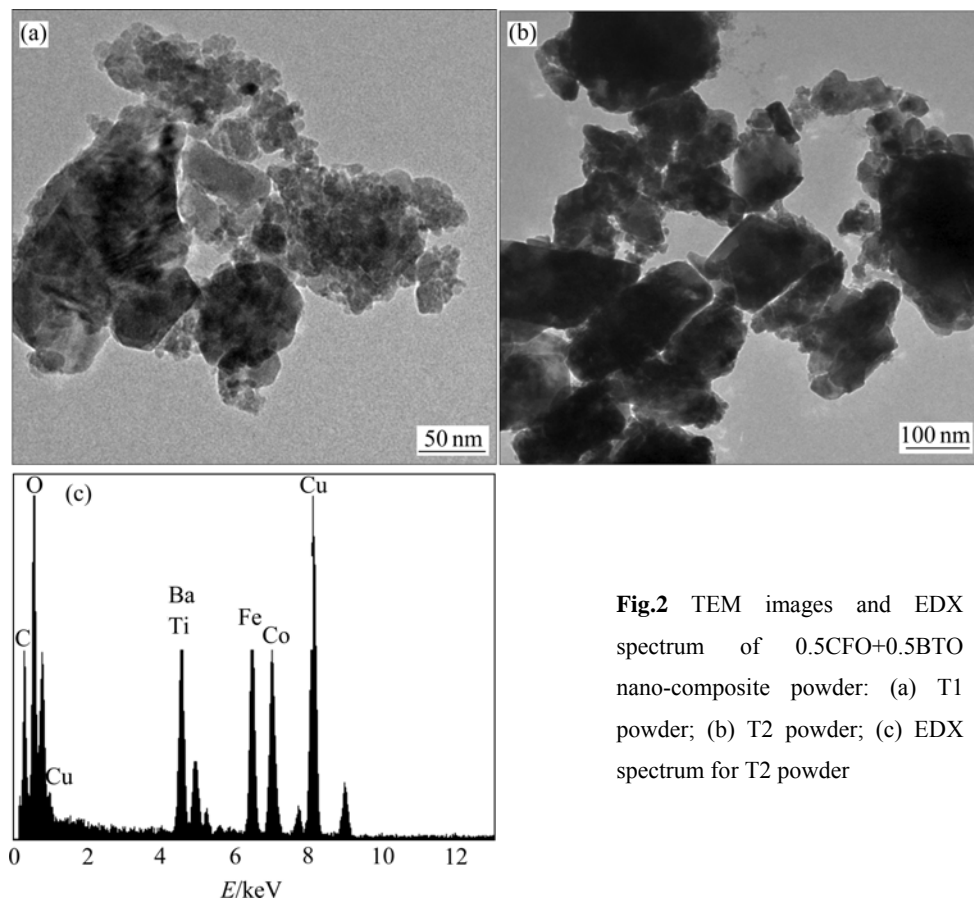 (a)
50 nm
(b)
100 nm
(c)
O
Cu
C
Cu
Ba
Ti
Fe
Co
0 2 4 6 8 10 12
E/keV
Fig.2 TEM images and EDX
spectrum of 0.5CFO+0.5BTO
nano-composite powder: (a) T1
powder; (b) T2 powder; (c) EDX
spectrum for T2 powder